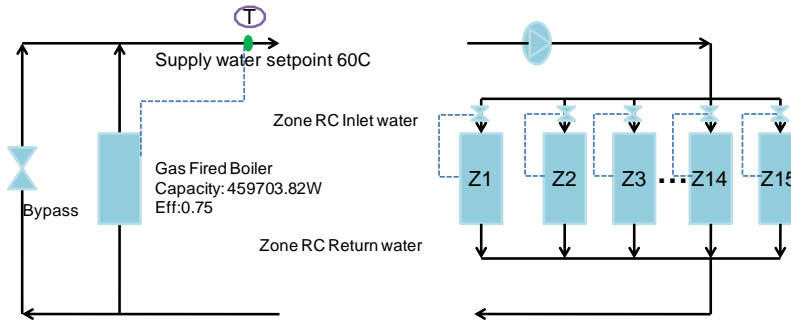 T
Supply water setpoint 60C
Zone RC Inlet water
Gas Fired Boiler
Capacity: 459703.82W
Eff:0.75
Bypass
Z1
Z2
Z3
...
Z14
Z15
Zone RC Return water